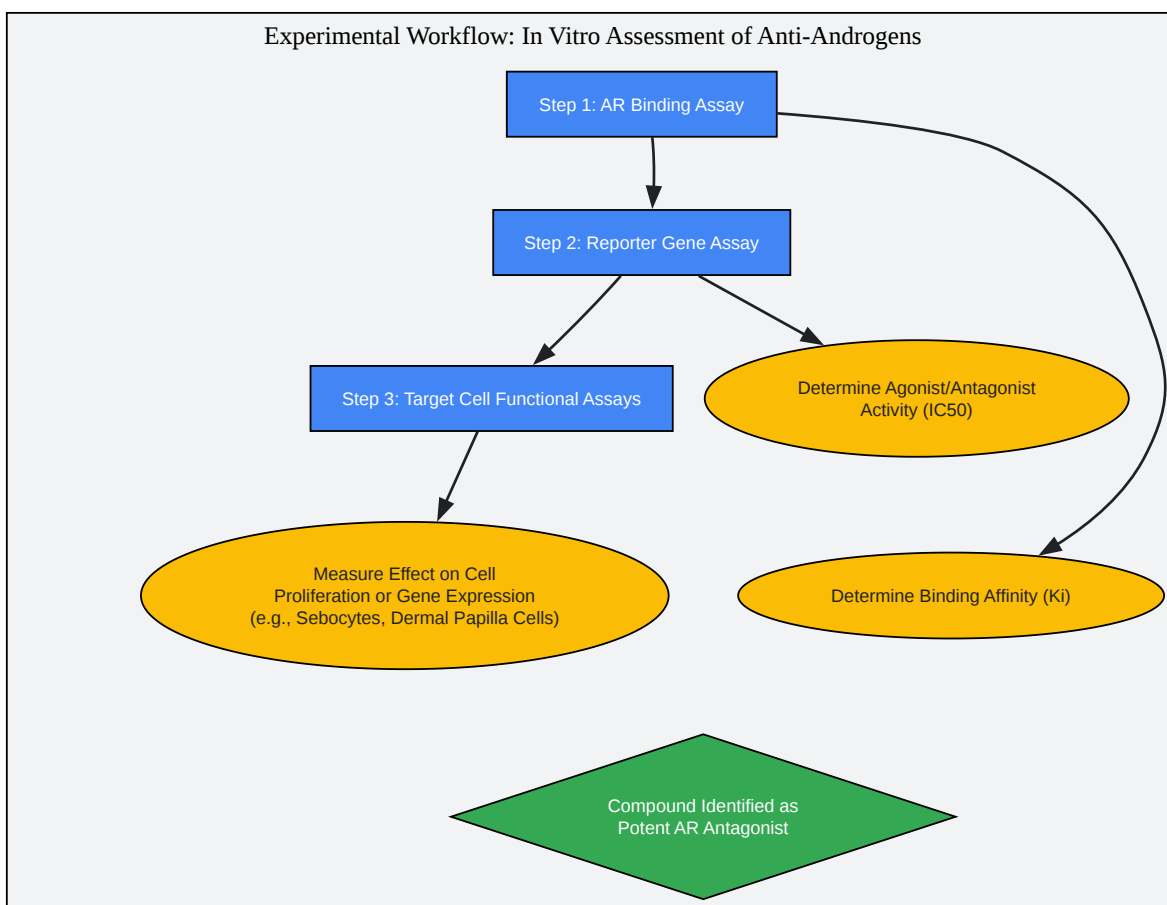 Experimental Workflow: In Vitro Assessment of Anti-Androgens
Step 1: AR Binding Assay
Step 2: Reporter Gene Assay
Step 3: Target Cell Functional Assays
Determine Agonist/Antagonist
Activity (IC50)
Measure Effect on Cell
Proliferation or Gene Expression
(e.g., Sebocytes, Dermal Papilla Cells)
Determine Binding Affinity (Ki)
Compound Identified as
Potent AR Antagonist